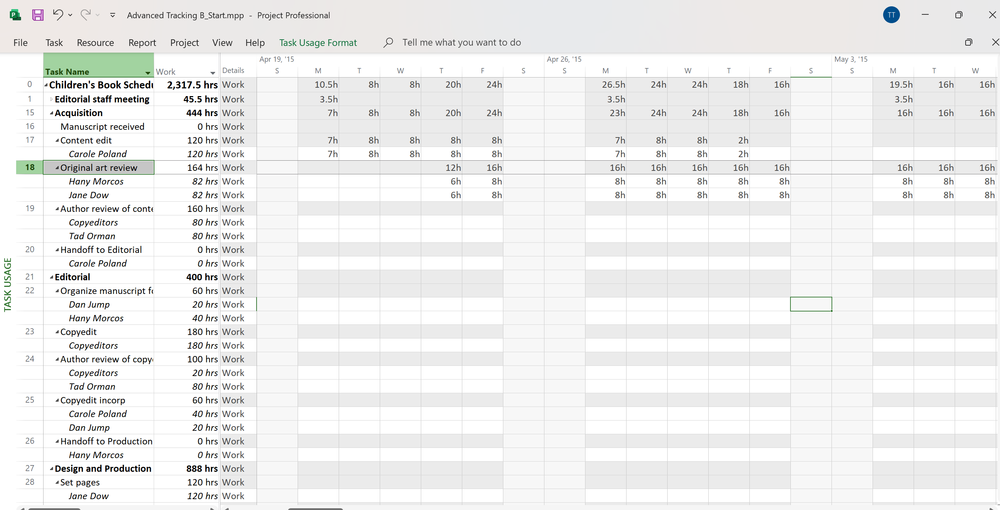 Advanced Tracking B_Start.mpp - Project Professional
TT
File Task Resource Report Project View Help Task Usage Format Tell me what you want to do
Apr 19, '15 Apr 26, '15 May 3, '15
Task Name Work Details S M T W T F S S M T W T F S S M T W
0 Children's Book 2,317.5 hrs Work 10.5h 8h 8h 20h 24h 26.5h 24h 24h 18h 16h 19.5h 16h 16h
1 Editorial staff meeting 45.5 hrs Work 3.5h 3.5h 3.5h
15 Acquisition 444 hrs Work 7h 8h 8h 20h 24h 23h 24h 24h 18h 16h 16h 16h 16h
16 Manuscript received 0 hrs Work
17 Content edit 120 hrs Work 7h 8h 8h 8h 8h 7h 8h 8h 2h
Carole Poland 120 hrs Work 7h 8h 8h 8h 8h 7h 8h 8h 2h
18 Original art review 164 hrs Work 12h 16h 16h 16h 16h 16h 16h 16h 16h 16h
Hany Morcos 82 hrs Work 6h 8h 8h 8h 8h 8h 8h 8h 8h 8h
Jane Dow 82 hrs Work 6h 8h 8h 8h 8h 8h 8h 8h 8h 8h
19 Author review of 160 hrs Work
Copyeditors 80 hrs Work
Tad Orman 80 hrs Work
20 Handoff to Editorial 0 hrs Work
Carole Poland 0 hrs Work
21 Editorial 400 hrs Work
22 Organize manuscript 60 hrs Work
Dan Jump 20 hrs Work
Hany Morcos 40 hrs Work
23 Copyedit 180 hrs Work
Copyeditors 180 hrs Work
24 Author review of 100 hrs Work
Copyeditors 20 hrs Work
Tad Orman 80 hrs Work
25 Copyedit incorp 60 hrs Work
Carole Poland 40 hrs Work
Dan Jump 20 hrs Work
26 Handoff to Production 0 hrs Work
Hany Morcos 0 hrs Work
27 Design and Production 888 hrs Work
28 Set pages 120 hrs Work
Jane Dow 120 hrs Work
TASK USAGE